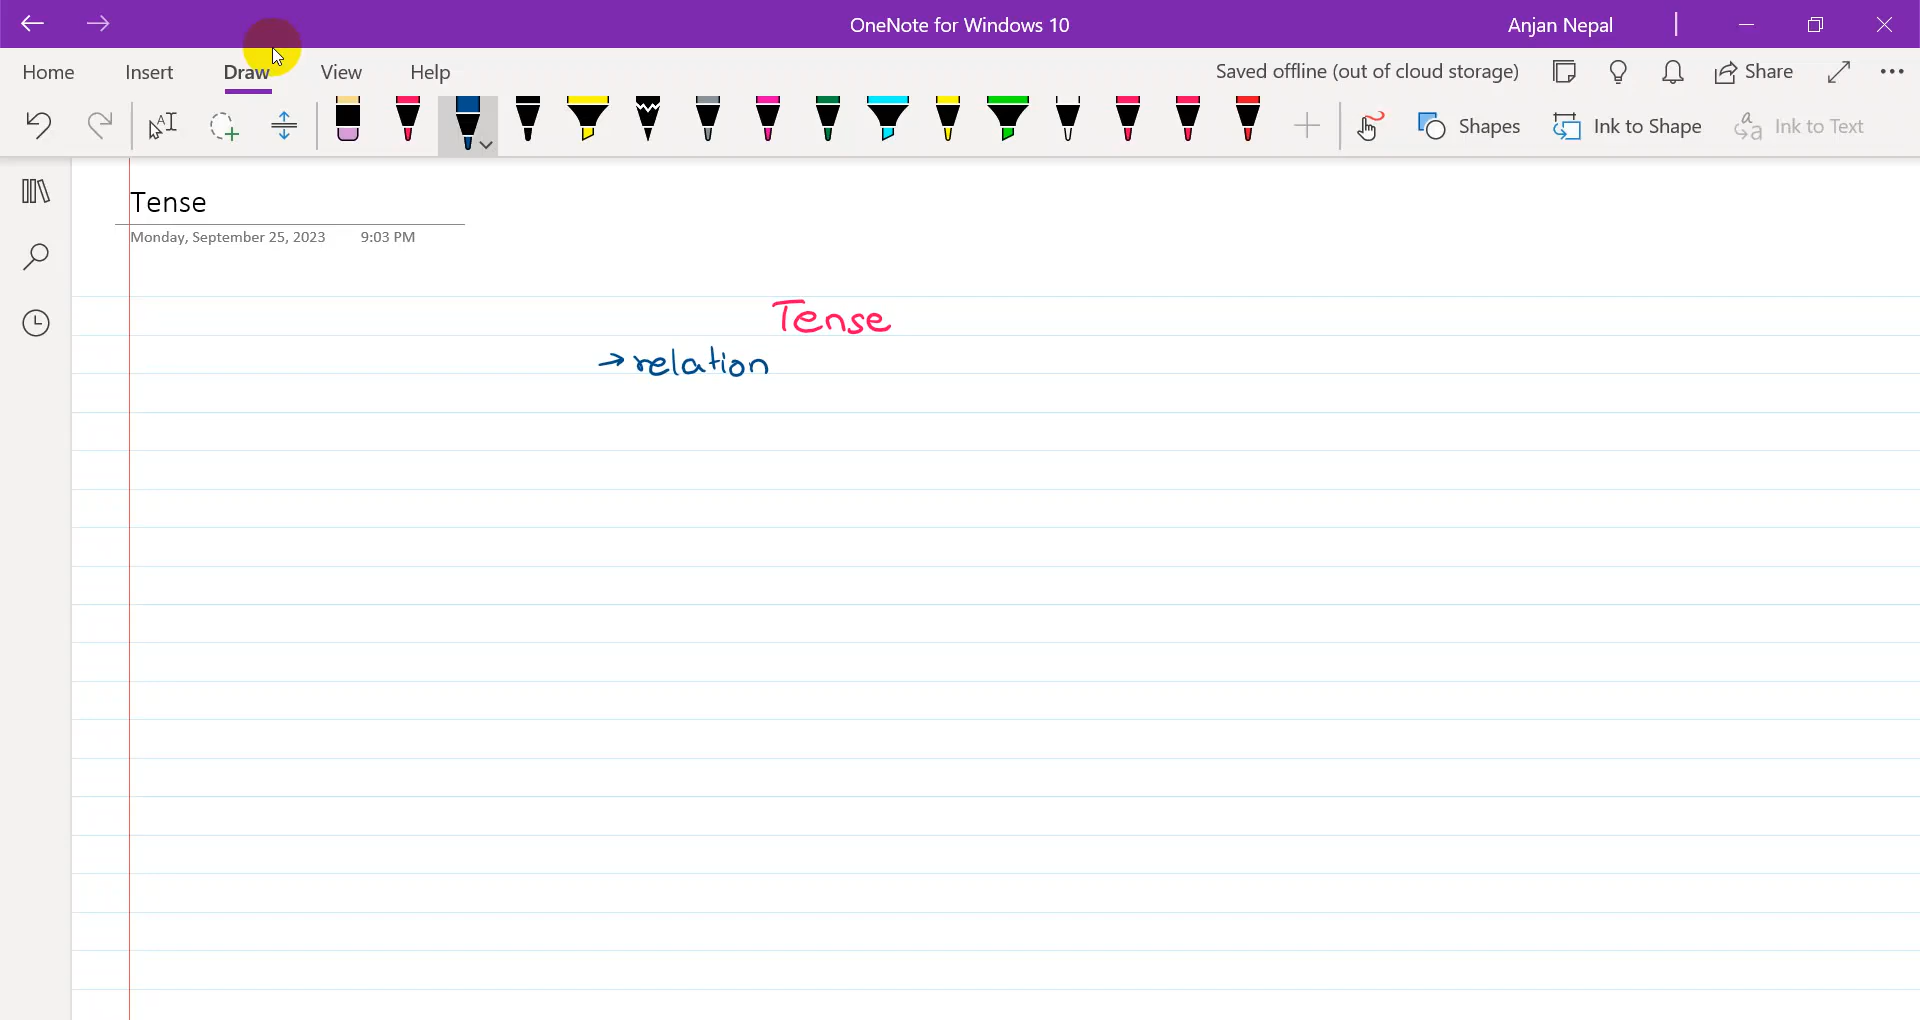 OneNote for Windows 10
Anjan Nepal
Home Insert Draw View Help
Saved offline (out of cloud storage)
Share
Shapes
Ink to Shape
Ink to Text
Tense
Monday, September 25, 2023 9:03 PM
Tense
→ relation